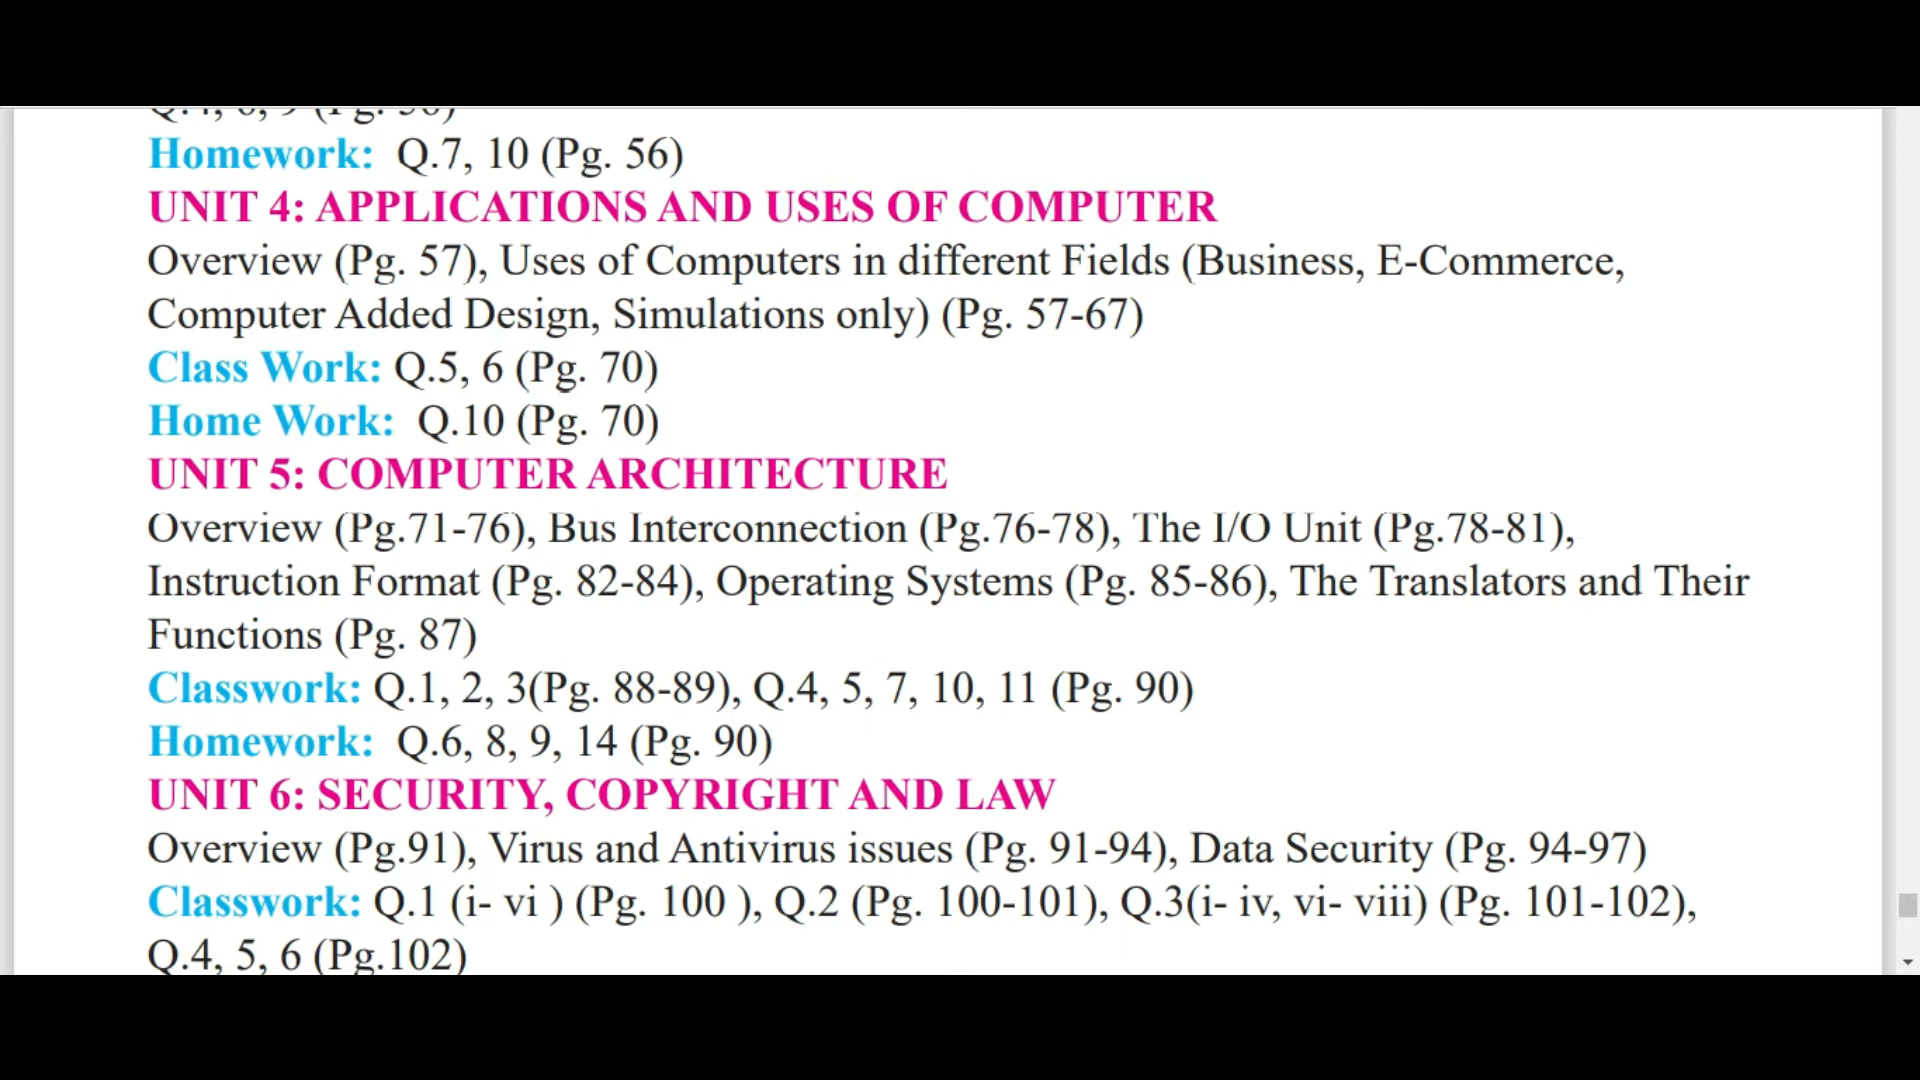 Homework: Q.7, 10 (Pg. 56)
UNIT 4: APPLICATIONS AND USES OF COMPUTER
Overview (Pg. 57), Uses of Computers in different Fields (Business, E-Commerce,
Computer Added Design, Simulations only) (Pg. 57-67)
Class Work: Q.5, 6 (Pg. 70)
Home Work: Q.10 (Pg. 70)
UNIT 5: COMPUTER ARCHITECTURE
Overview (Pg.71-76), Bus Interconnection (Pg.76-78), The I/O Unit (Pg.78-81),
Instruction Format (Pg. 82-84), Operating Systems (Pg. 85-86), The Translators and Their
Functions (Pg. 87)
Classwork: Q.1, 2, 3(Pg. 88-89), Q.4, 5, 7, 10, 11 (Pg. 90)
Homework: Q.6, 8, 9, 14 (Pg. 90)
UNIT 6: SECURITY, COPYRIGHT AND LAW
Overview (Pg.91), Virus and Antivirus issues (Pg. 91-94), Data Security (Pg. 94-97)
Classwork: Q.1 (i- vi ) (Pg. 100 ), Q.2 (Pg. 100-101), Q.3(i- iv, vi- viii) (Pg. 101-102),
Q.4, 5, 6 (Pg.102)